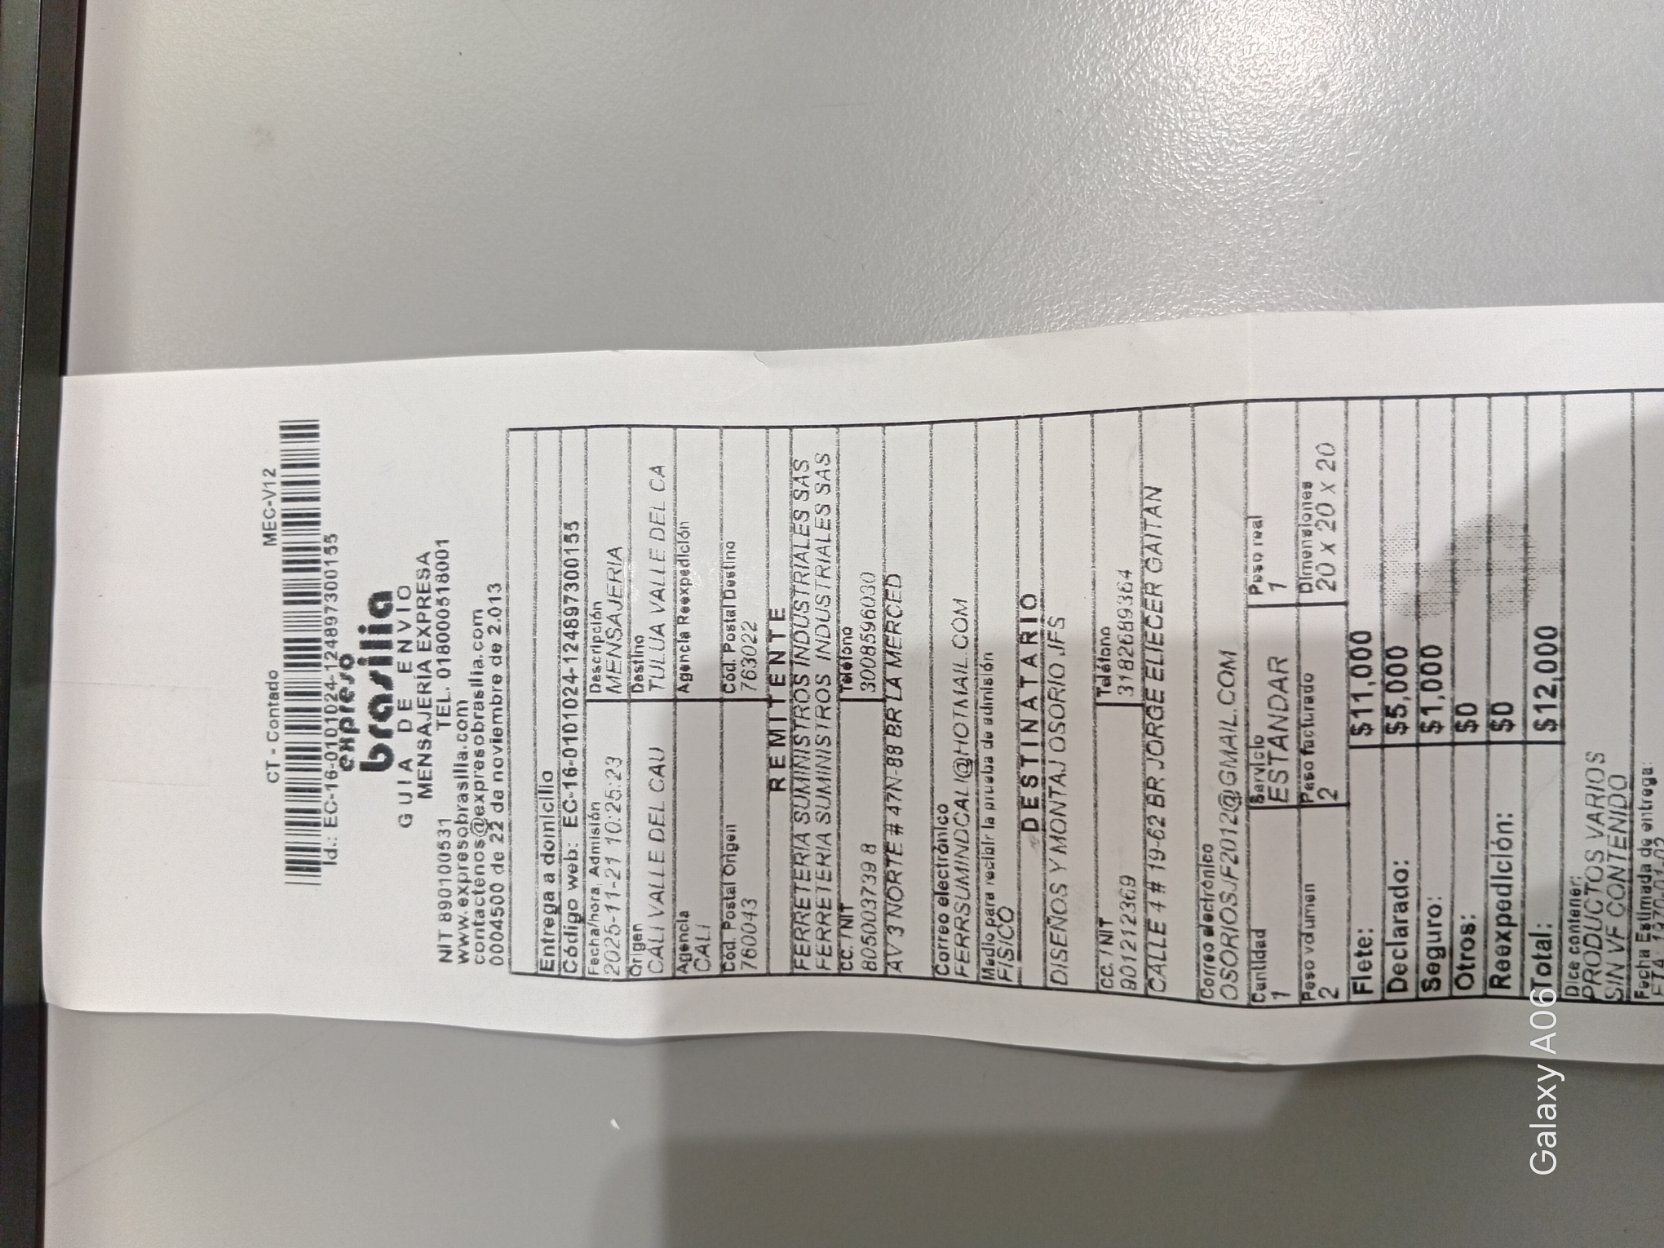 CT - Contado MEC-V12
Id.: EC-16-0101024-124897300155
expreso
brasilia
GUIA DE ENVIO
MENSAJERIA EXPRESA
NIT 890100531 TEL. 018000518001
www.expresobrasilia.com
contactenos@expresobrasilia.com
0004500 de 22 de noviembre de 2.013
Entrega a domicilio
Código web: EC-16-0101024-124897300155
Fecha/hora Admisión Descripción
2025-11-21 10:25:23 MENSAJERIA
Origen Destino
CALI VALLE DEL CAU TULUA VALLE DEL CA
Agencia Agencia Reexpedición
CALI
Cód. Postal Origen Cód. Postal Destino
760043 763022
REMITENTE
FERRETERIA SUMINISTROS INDUSTRIALES SAS
FERRETERIA SUMINISTROS INDUSTRIALES SAS
CC. / NIT Teléfono
805003739 8 3008596030
AV 3 NORTE # 47N-88 BR LA MERCED
Correo electrónico
FERRSUMINDCALI@HOTMAIL.COM
Medio para recibir la prueba de admisión
FISICO
DESTINATARIO
DISEÑOS Y MONTAJ OSORIO JFS
CC. / NIT Teléfono
901212369 3182689364
CALLE 4 # 19-62 BR JORGE ELIECER GAITAN
Correo electrónico
OSORIOSJF2012@GMAIL.COM
Cantidad Servicio Peso real
1 ESTANDAR 1
Peso volumen Peso facturado Dimensiones
2 2 20 x 20 x 20
Flete: $11,000
Declarado: $5,000
Seguro: $1,000
Otros: $0
Reexpedición: $0
Total: $12,000
Dice contener:
PRODUCTOS VARIOS
SIN VF CONTENIDO
Fecha Estimada de entrega:
Galaxy A06